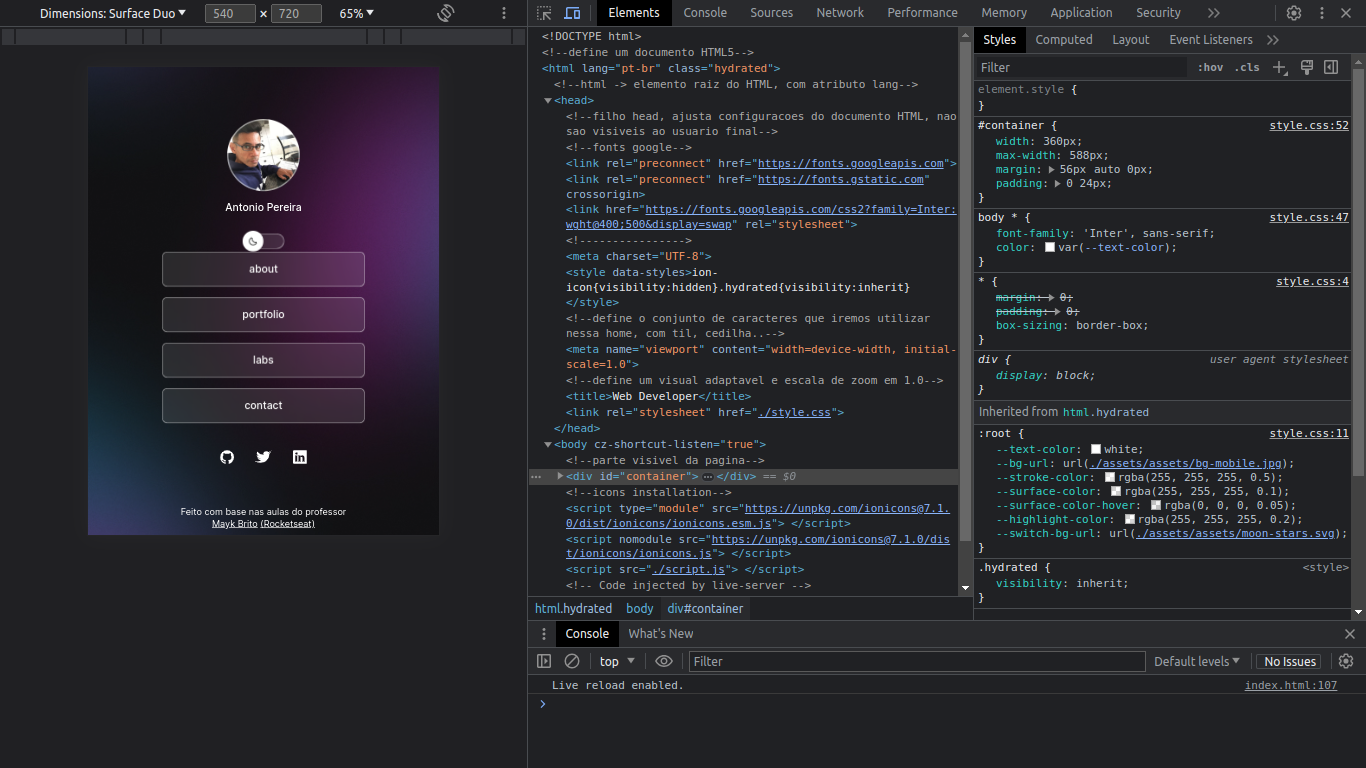 Dimensions: Surface Duo 540 × 720 65%
Elements Console Sources Network Performance Memory Application Security
Antonio Pereira
about
portfolio
labs
contact
Feito com base nas aulas do professor
Mayk Brito (Rocketseat)
<!DOCTYPE html>
<!--define um documento HTML5-->
<html lang="pt-br" class="hydrated">
<!--html -> elemento raiz do HTML, com atributo lang-->
<head>
<!--filho head, ajusta configuracoes do documento HTML, nao
sao visiveis ao usuario final-->
<!--fonts google-->
<link rel="preconnect" href="https://fonts.googleapis.com">
<link rel="preconnect" href="https://fonts.gstatic.com"
crossorigin>
<link href="https://fonts.googleapis.com/css2?family=Inter:
wght@400;500&display=swap" rel="stylesheet">
<!---------------->
<meta charset="UTF-8">
<style data-styles>ion-
icon{visibility:hidden}.hydrated{visibility:inherit}
</style>
<!--define o conjunto de caracteres que iremos utilizar
nessa home, com til, cedilha..-->
<meta name="viewport" content="width=device-width, initial-
scale=1.0">
<!--define um visual adaptavel e escala de zoom em 1.0-->
<title>Web Developer</title>
<link rel="stylesheet" href="./style.css">
</head>
<body cz-shortcut-listen="true">
<!--parte visivel da pagina-->
<div id="container"> … </div> == $0
<!--icons installation-->
<script type="module" src="https://unpkg.com/ionicons@7.1.
0/dist/ionicons/ionicons.esm.js"> </script>
<script nomodule src="https://unpkg.com/ionicons@7.1.0/dis
t/ionicons/ionicons.js"> </script>
<script src="./script.js"> </script>
<!-- Code injected by live-server -->
html.hydrated body div#container
Styles Computed Layout Event Listeners
Filter :hov .cls
element.style {
}
#container { style.css:52
width: 360px;
max-width: 588px;
margin: 56px auto 0px;
padding: 0 24px;
}
body * { style.css:47
font-family: 'Inter', sans-serif;
color: var(--text-color);
}
* { style.css:4
margin: 0;
padding: 0;
box-sizing: border-box;
}
div { user agent stylesheet
display: block;
}
Inherited from html.hydrated
:root { style.css:11
--text-color: white;
--bg-url: url(./assets/assets/bg-mobile.jpg);
--stroke-color: rgba(255, 255, 255, 0.5);
--surface-color: rgba(255, 255, 255, 0.1);
--surface-color-hover: rgba(0, 0, 0, 0.05);
--highlight-color: rgba(255, 255, 255, 0.2);
--switch-bg-url: url(./assets/assets/moon-stars.svg);
}
.hydrated { <style>
visibility: inherit;
}
Console What's New
top Filter Default levels No Issues
Live reload enabled. index.html:107